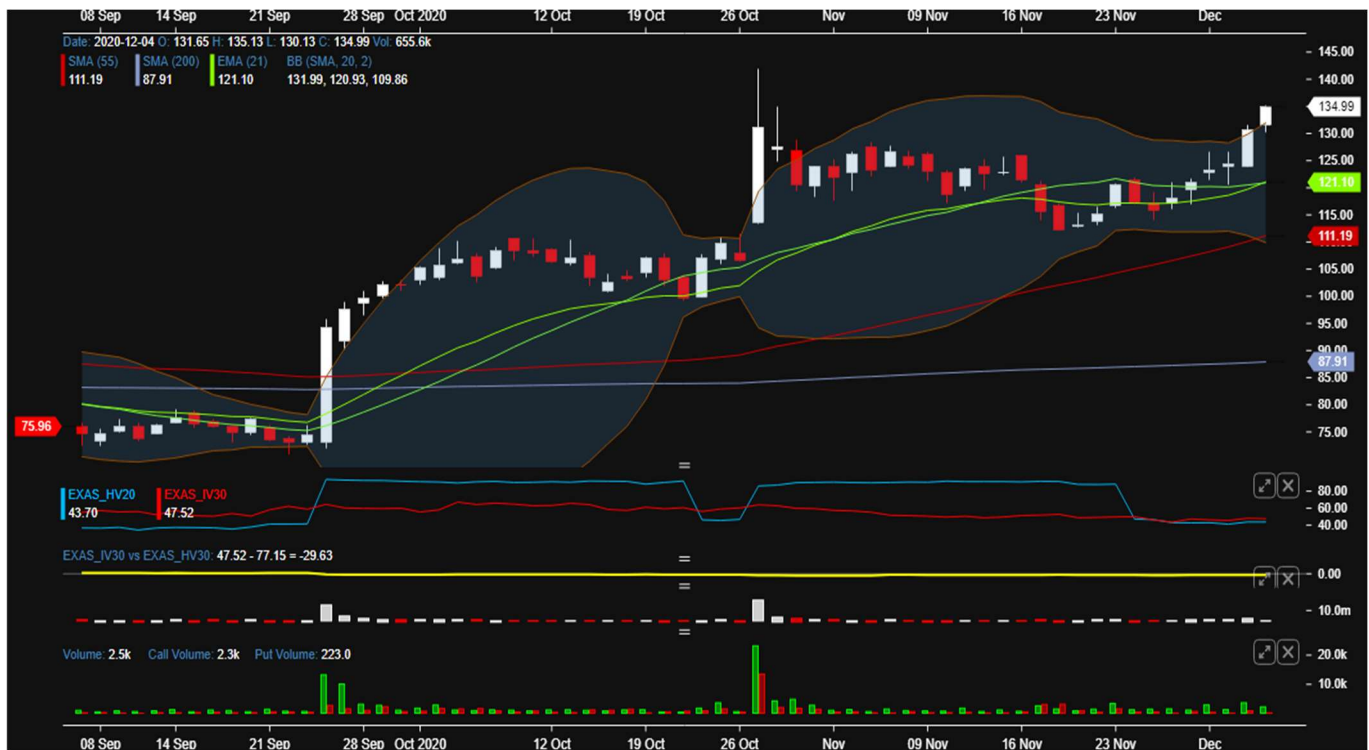 08 Sep 14 Sep 21 Sep 28 Sep Oct 2020 12 Oct 19 Oct 26 Oct Nov 09 Nov 16 Nov 23 Nov Dec
Date: 2020-12-04 O: 131.65 H: 135.13 L: 130.13 C: 134.99 Vol: 655.6k
SMA (55) SMA (200) EMA (21) BB (SMA, 20, 2)
111.19 87.91 121.10 131.99, 120.93, 109.86
145.00
140.00
134.99
130.00
125.00
121.10
115.00
111.19
105.00
100.00
95.00
90.00
87.91
85.00
80.00
75.96
75.00
EXAS_HV20 EXAS_IV30
43.70 47.52
80.00
60.00
40.00
EXAS_IV30 vs EXAS_HV30: 47.52 - 77.15 = -29.63
0.00
10.0m
Volume: 2.5k Call Volume: 2.3k Put Volume: 223.0
20.0k
10.0k
08 Sep 14 Sep 21 Sep 28 Sep Oct 2020 12 Oct 19 Oct 26 Oct Nov 09 Nov 16 Nov 23 Nov Dec